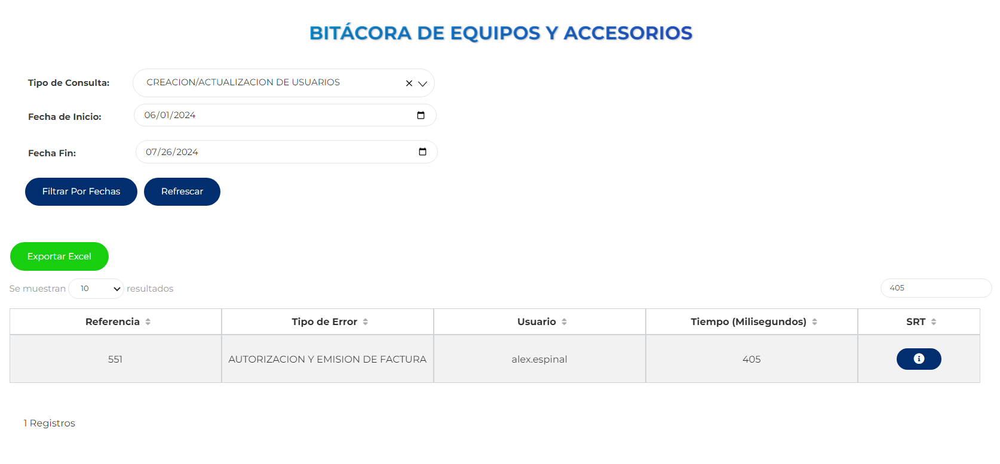 BITÁCORA DE EQUIPOS Y ACCESORIOS
Tipo de Consulta: CREACION/ACTUALIZACION DE USUARIOS
Fecha de Inicio: 06/01/2024
Fecha Fin: 07/26/2024
Filtrar Por Fechas Refrescar
Exportar Excel
Se muestran 10 resultados 405
Referencia Tipo de Error Usuario Tiempo (Milisegundos) SRT
551 AUTORIZACION Y EMISION DE FACTURA alex.espinal 405
1 Registros